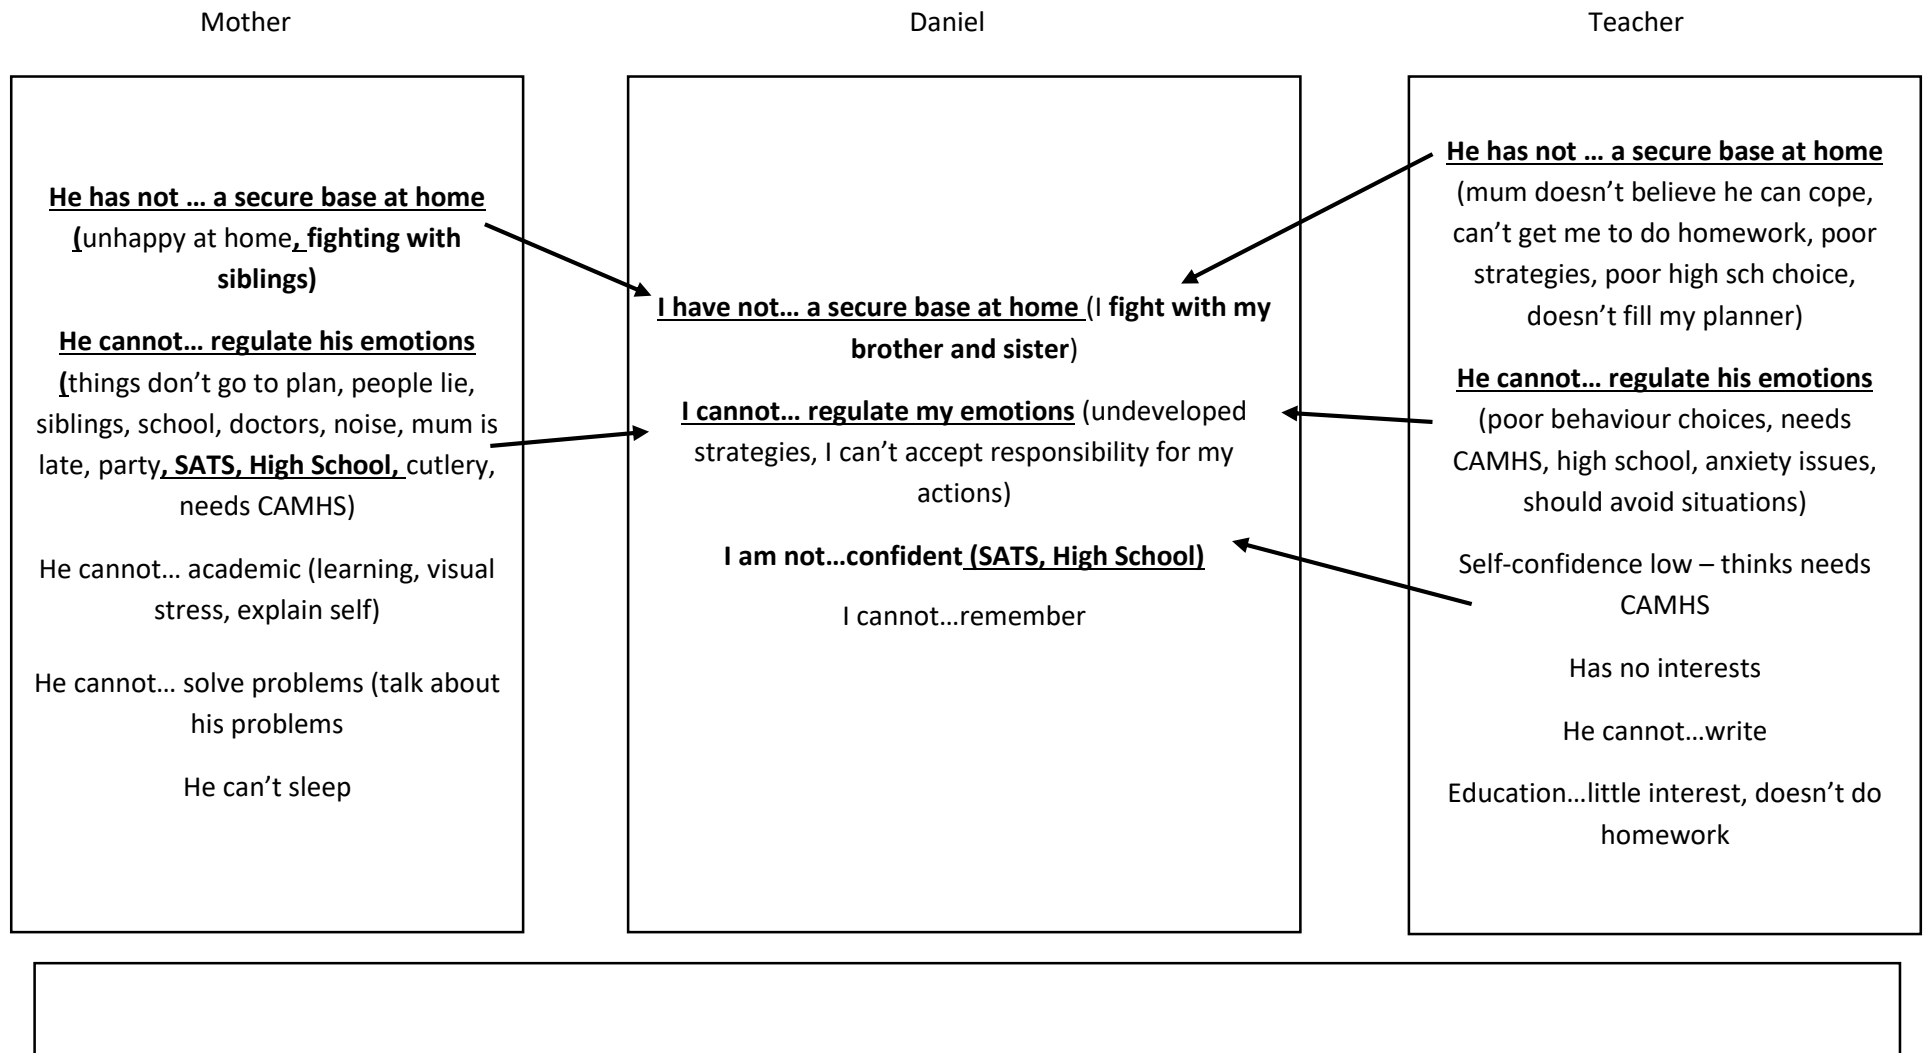 Mother
Daniel
Teacher
He has not … a secure base at home
(unhappy at home, fighting with
siblings)
He cannot… regulate his emotions
(things don’t go to plan, people lie,
siblings, school, doctors, noise, mum is
late, party, SATS, High School, cutlery,
needs CAMHS)
He cannot… academic (learning, visual
stress, explain self)
He cannot… solve problems (talk about
his problems
He can’t sleep
I have not… a secure base at home (I fight with my
brother and sister)
I cannot… regulate my emotions (undeveloped
strategies, I can’t accept responsibility for my
actions)
I am not…confident (SATS, High School)
I cannot…remember
He has not … a secure base at home
(mum doesn’t believe he can cope,
can’t get me to do homework, poor
strategies, poor high sch choice,
doesn’t fill my planner)
He cannot… regulate his emotions
(poor behaviour choices, needs
CAMHS, high school, anxiety issues,
should avoid situations)
Self-confidence low – thinks needs
CAMHS
Has no interests
He cannot…write
Education…little interest, doesn’t do
homework